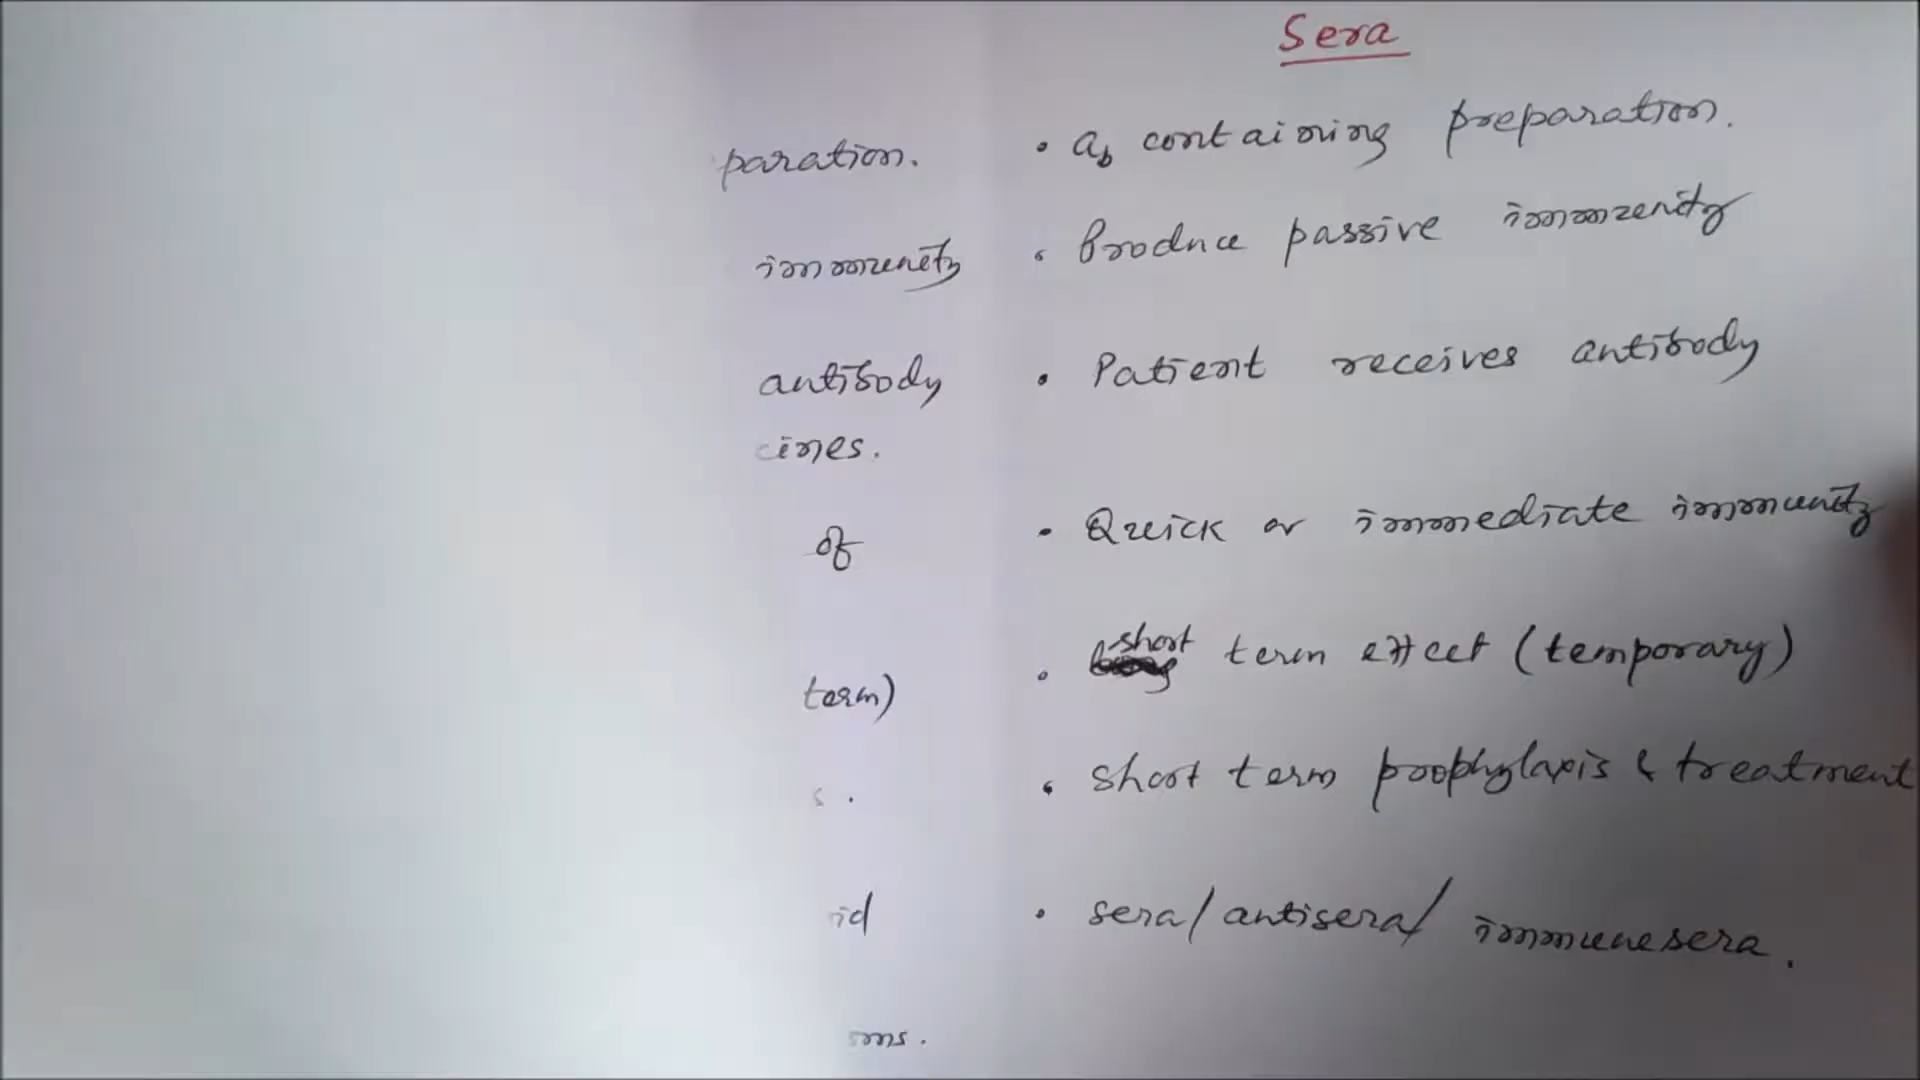 Sera
paration.
• Ab containing preparation.
immunity
• Produce passive immunity
antibody
• Patient receives antibody
cines.
of
• Quick or immediate immunity
term)
• short term effect (temporary)
s.
• Short term prophylaxis & treatment
id
• sera/antisera/immunesera.
sms.